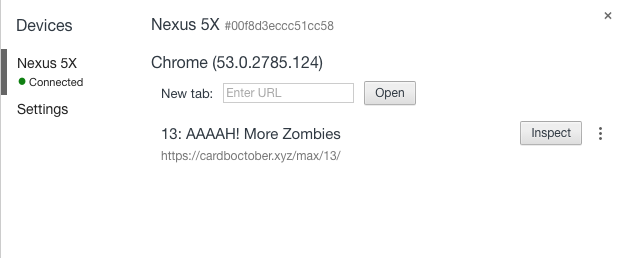 Devices
Nexus 5X #00f8d3eccc51cc58
×
Nexus 5X
Connected
Settings
Chrome (53.0.2785.124)
New tab: Enter URL Open
13: AAAAH! More Zombies
Inspect
https://cardboctober.xyz/max/13/